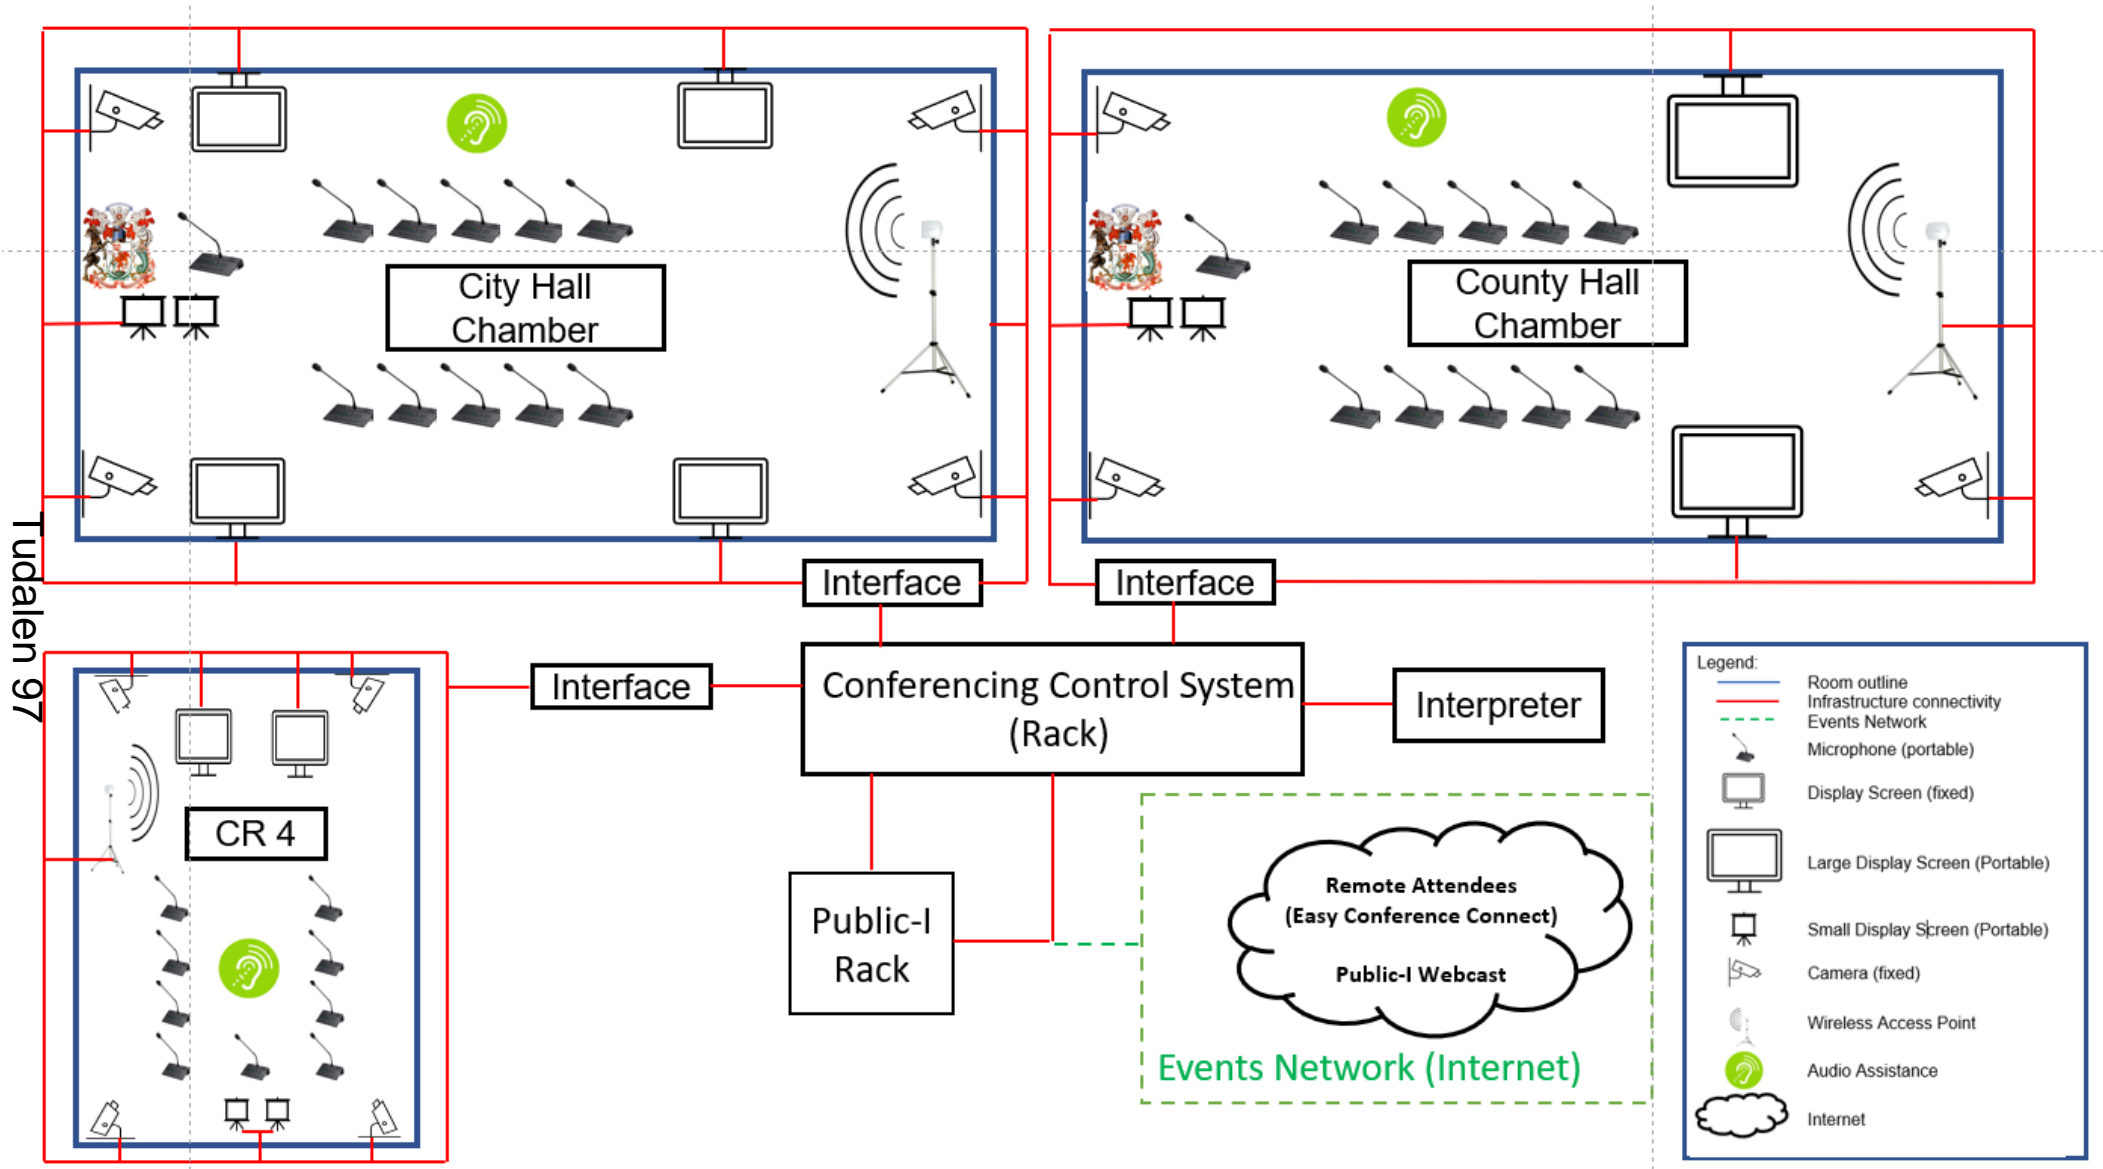 City Hall
Chamber
County Hall
Chamber
Interface
Interface
Tudalen 97
Interface
Conferencing Control System
(Rack)
Interpreter
CR 4
Public-I
Rack
Remote Attendees
(Easy Conference Connect)
Public-I Webcast
Events Network (Internet)
Legend:
Room outline
Infrastructure connectivity
Events Network
Microphone (portable)
Display Screen (fixed)
Large Display Screen (Portable)
Small Display Screen (Portable)
Camera (fixed)
Wireless Access Point
Audio Assistance
Internet